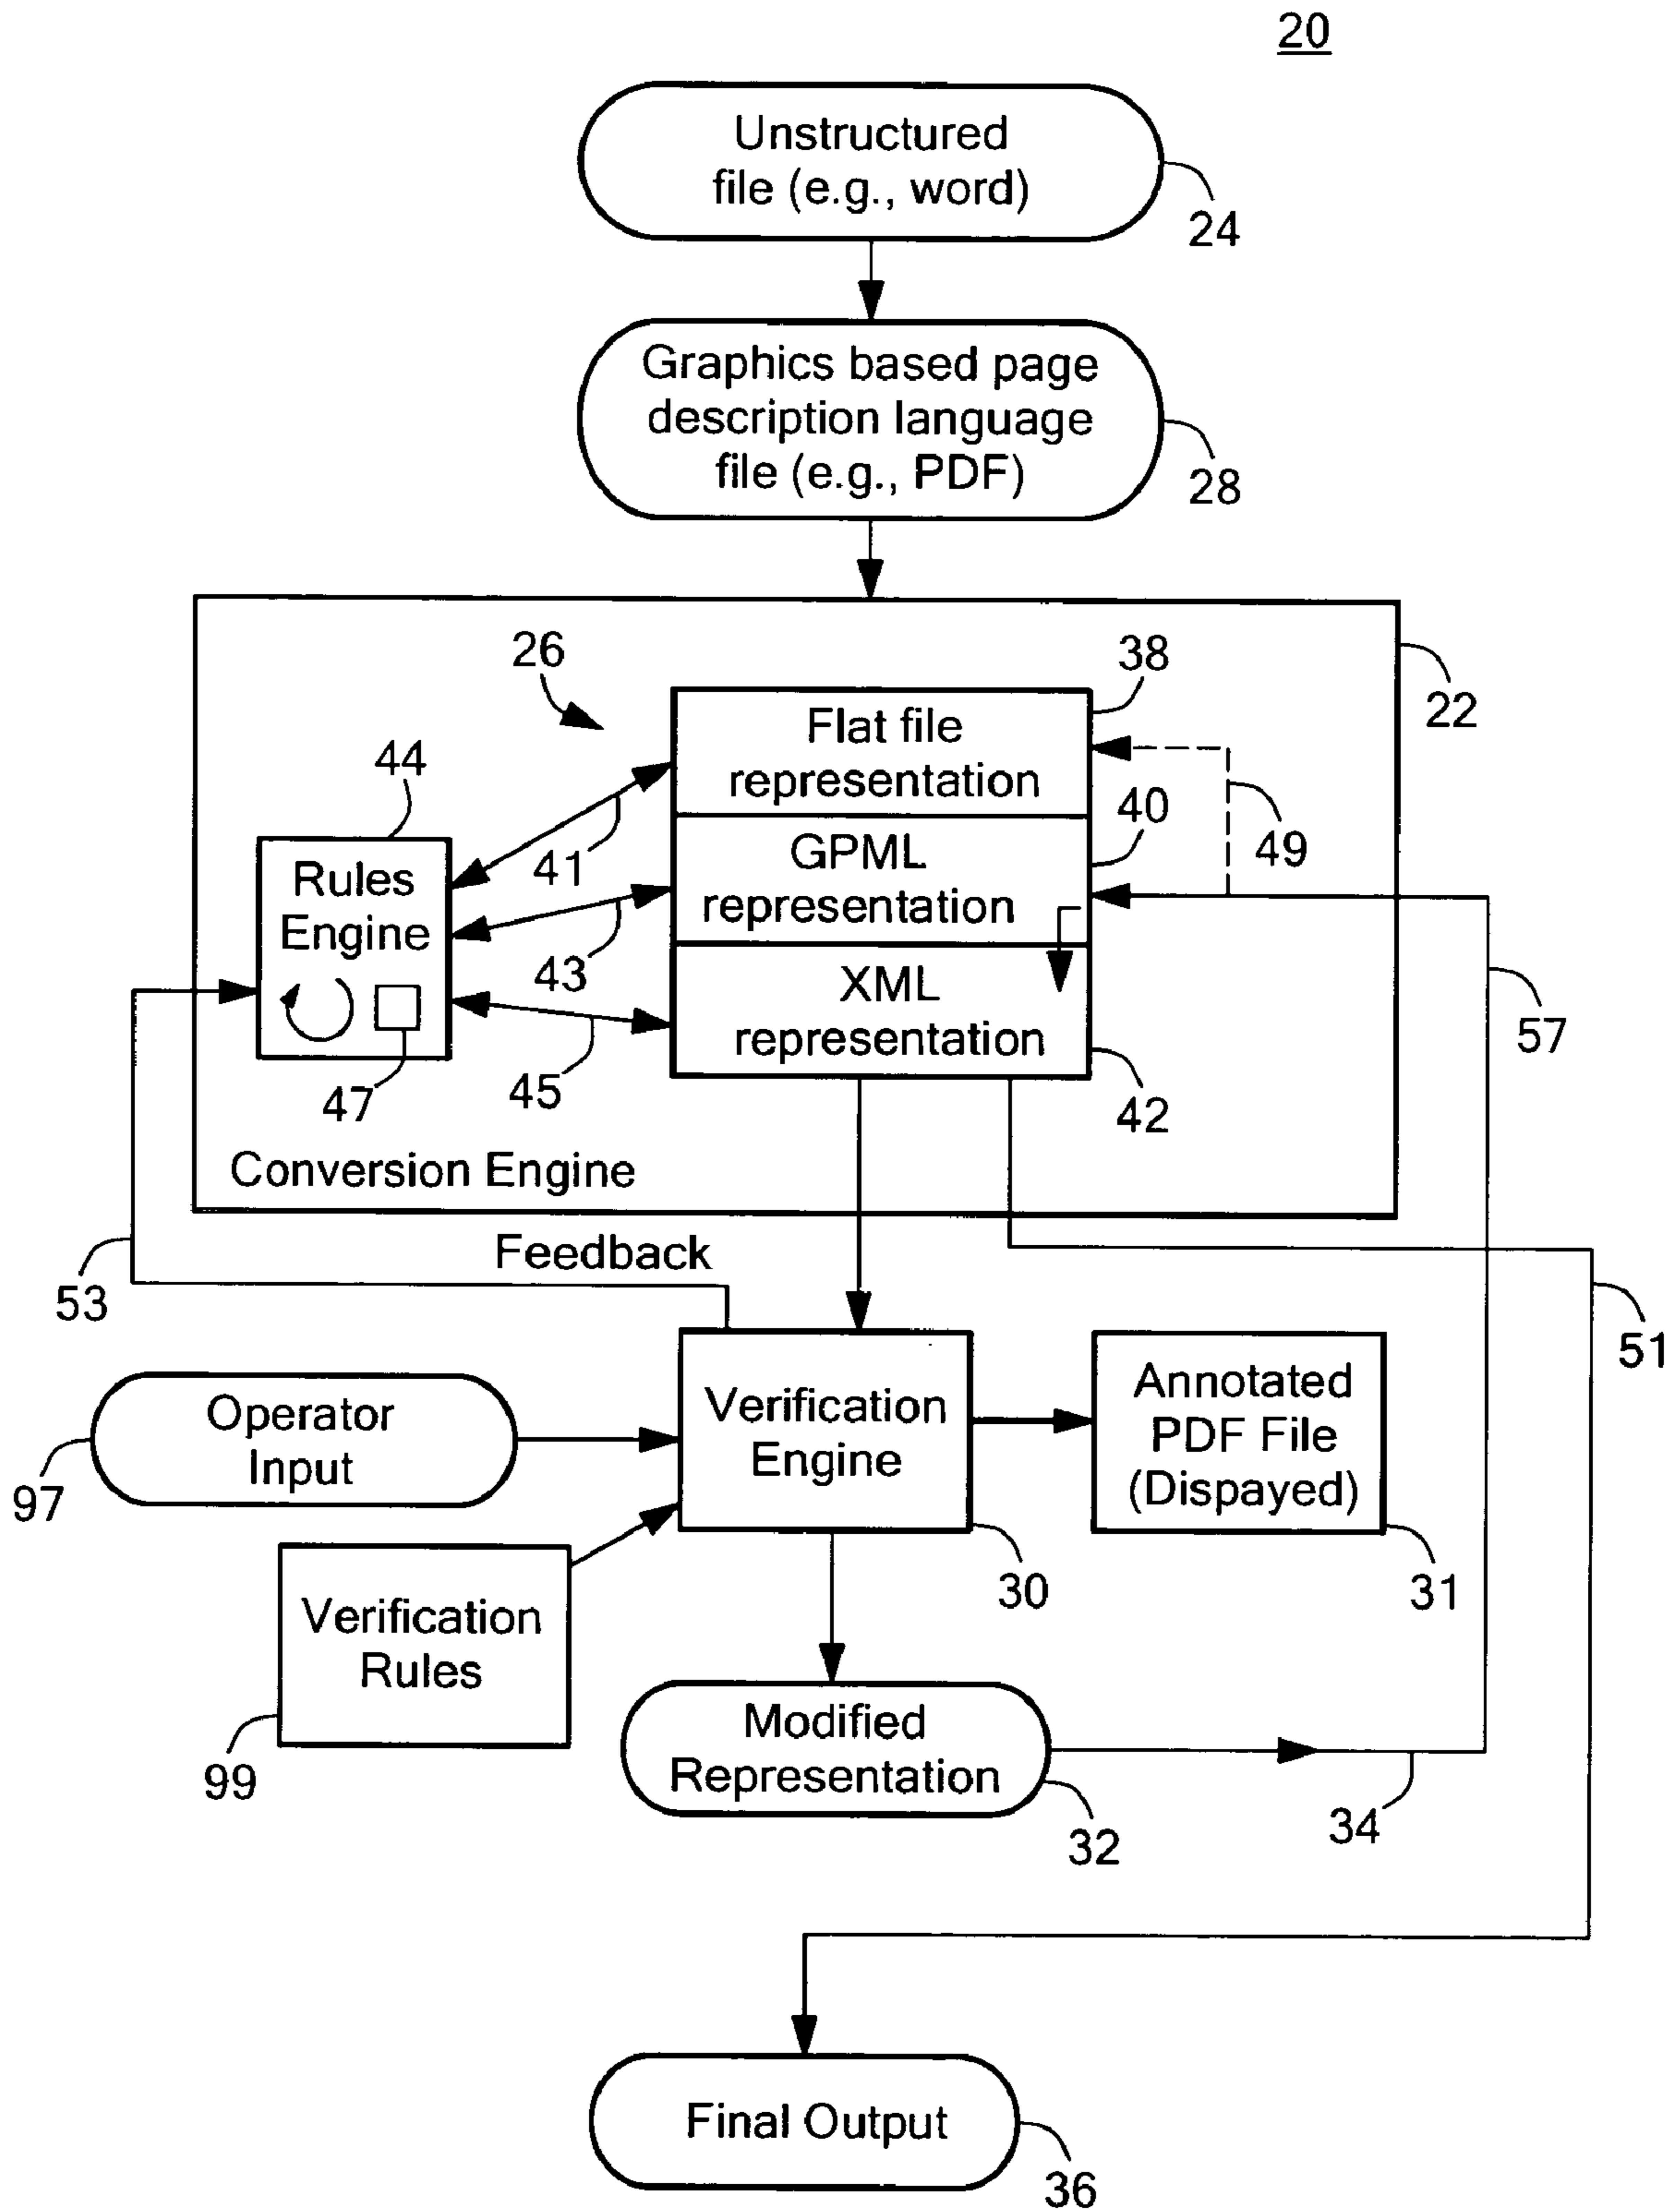 20
Unstructured
file (e.g., word)
24
Graphics based page
description language
file (e.g., PDF)
28
26
38
22
Flat file
representation
44
41
40
49
GPML
representation
Rules
Engine
43
57
XML
representation
47
45
42
Conversion Engine
Feedback
53
51
Operator
Input
97
Verification
Engine
30
Annotated
PDF File
(Dispayed)
31
Verification
Rules
99
Modified
Representation
32
34
Final Output
36